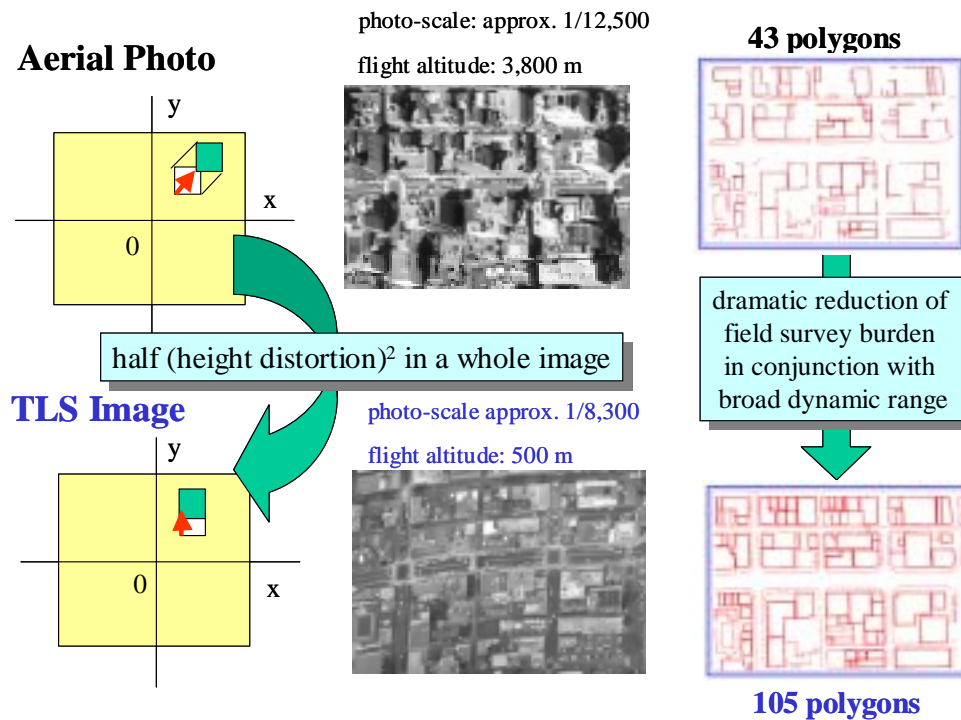 Aerial Photo
photo-scale: approx. 1/12,500
flight altitude: 3,800 m
43 polygons
y
x
0
half (height distortion)² in a whole image
dramatic reduction of
field survey burden
in conjunction with
broad dynamic range
TLS Image
photo-scale approx. 1/8,300
flight altitude: 500 m
y
0
x
105 polygons